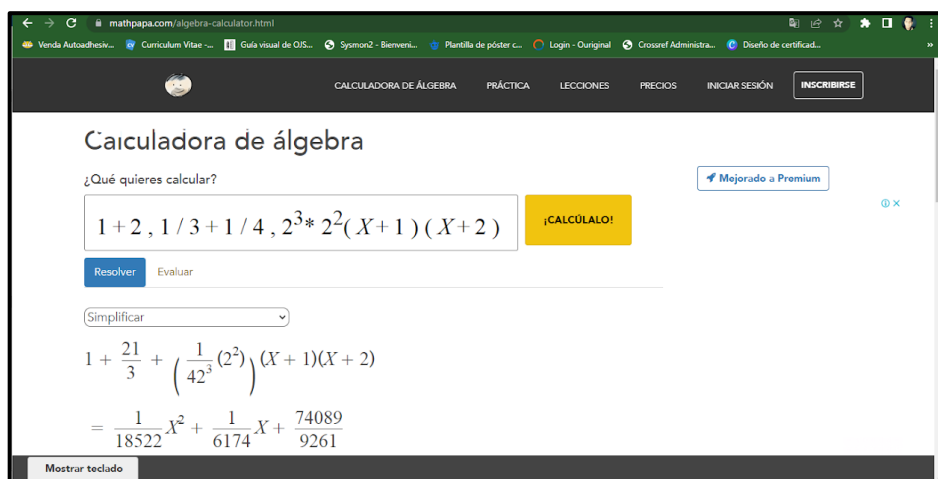 mathpapa.com/algebra-calculator.html
Venda Autoadhesiv... Curriculum Vitae -... Guía visual de OJS... Sysmon2 - Bienveni... Plantilla de póster c... Login - Ouriginal Crossref Administra... Diseño de certificad... »
CALCULADORA DE ÁLGEBRA PRÁCTICA LECCIONES PRECIOS INICIAR SESIÓN INSCRIBIRSE
Calculadora de álgebra
¿Qué quieres calcular?
Mejorado a Premium
1 + 2 , 1 / 3 + 1 / 4 , 2³* 2²( X + 1 ) ( X + 2 )
¡CALCÚLALO!
Resolver Evaluar
Simplificar
1 + 21/3 + (1/42³ (2²)) (X + 1)(X + 2)
= 1/18522 X² + 1/6174 X + 74089/9261
Mostrar teclado